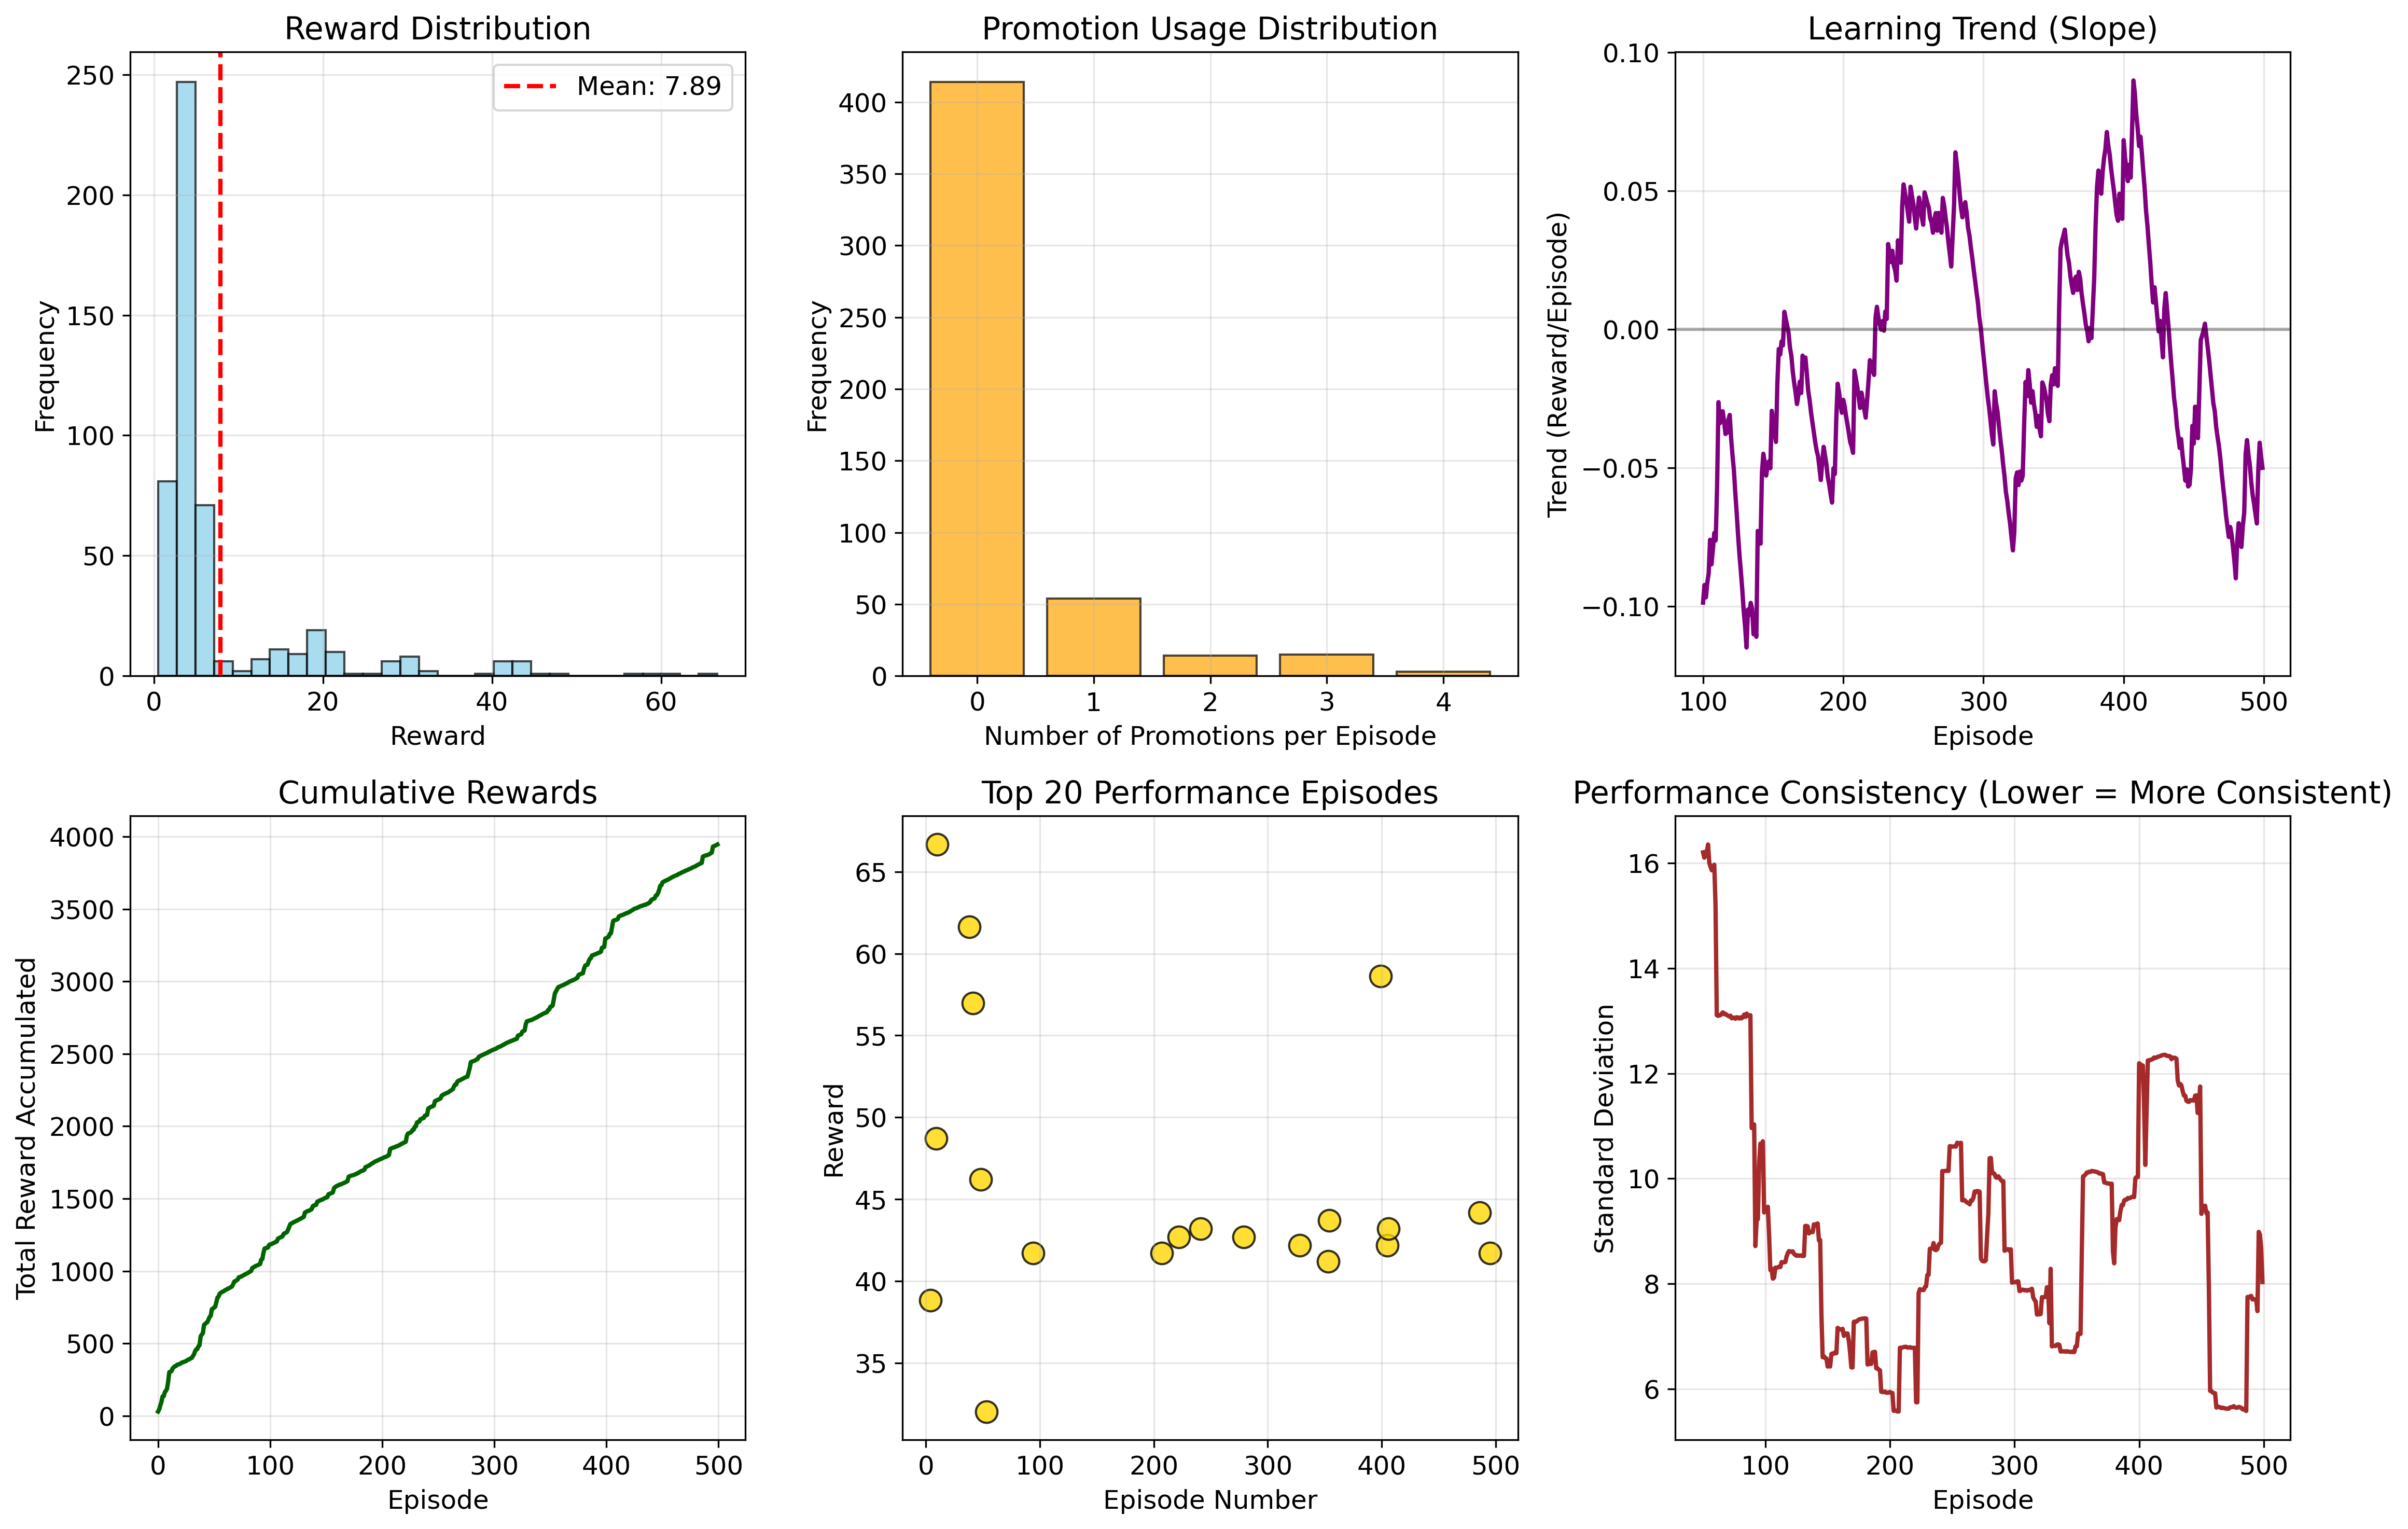 Reward Distribution
250
200
150
100
50
0
Frequency
Mean: 7.89
0 20 40 60
Reward
Promotion Usage Distribution
400
350
300
250
200
150
100
50
0
Frequency
0 1 2 3 4
Number of Promotions per Episode
Learning Trend (Slope)
0.10
0.05
0.00
−0.05
−0.10
Trend (Reward/Episode)
100 200 300 400 500
Episode
Cumulative Rewards
4000
3500
3000
2500
2000
1500
1000
500
0
Total Reward Accumulated
0 100 200 300 400 500
Episode
Top 20 Performance Episodes
65
60
55
50
45
40
35
Reward
0 100 200 300 400 500
Episode Number
Performance Consistency (Lower = More Consistent)
16
14
12
10
8
6
Standard Deviation
100 200 300 400 500
Episode